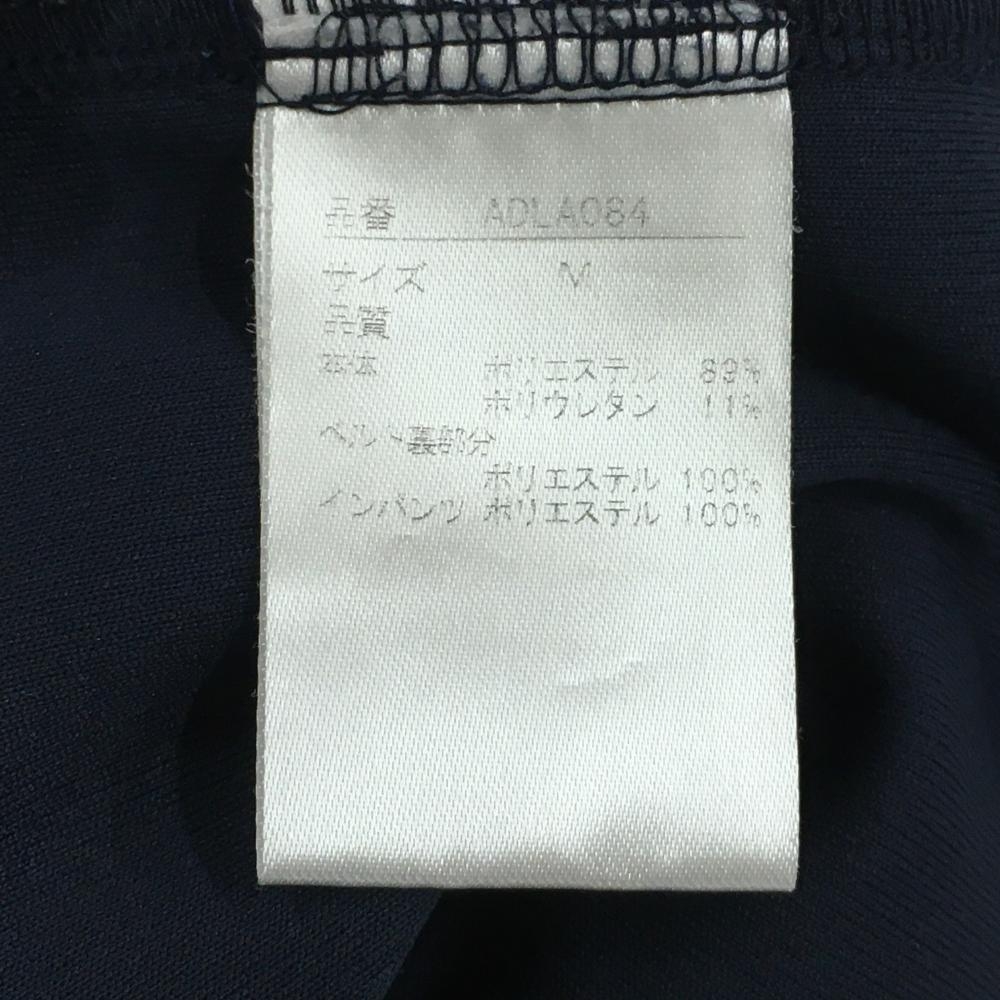 品番 ADLA084
サイズ M
品質
本体 ポリエステル 89%
ポリウレタン 11%
ベルト裏部分
ポリエステル 100%
インパンツ ポリエステル 100%